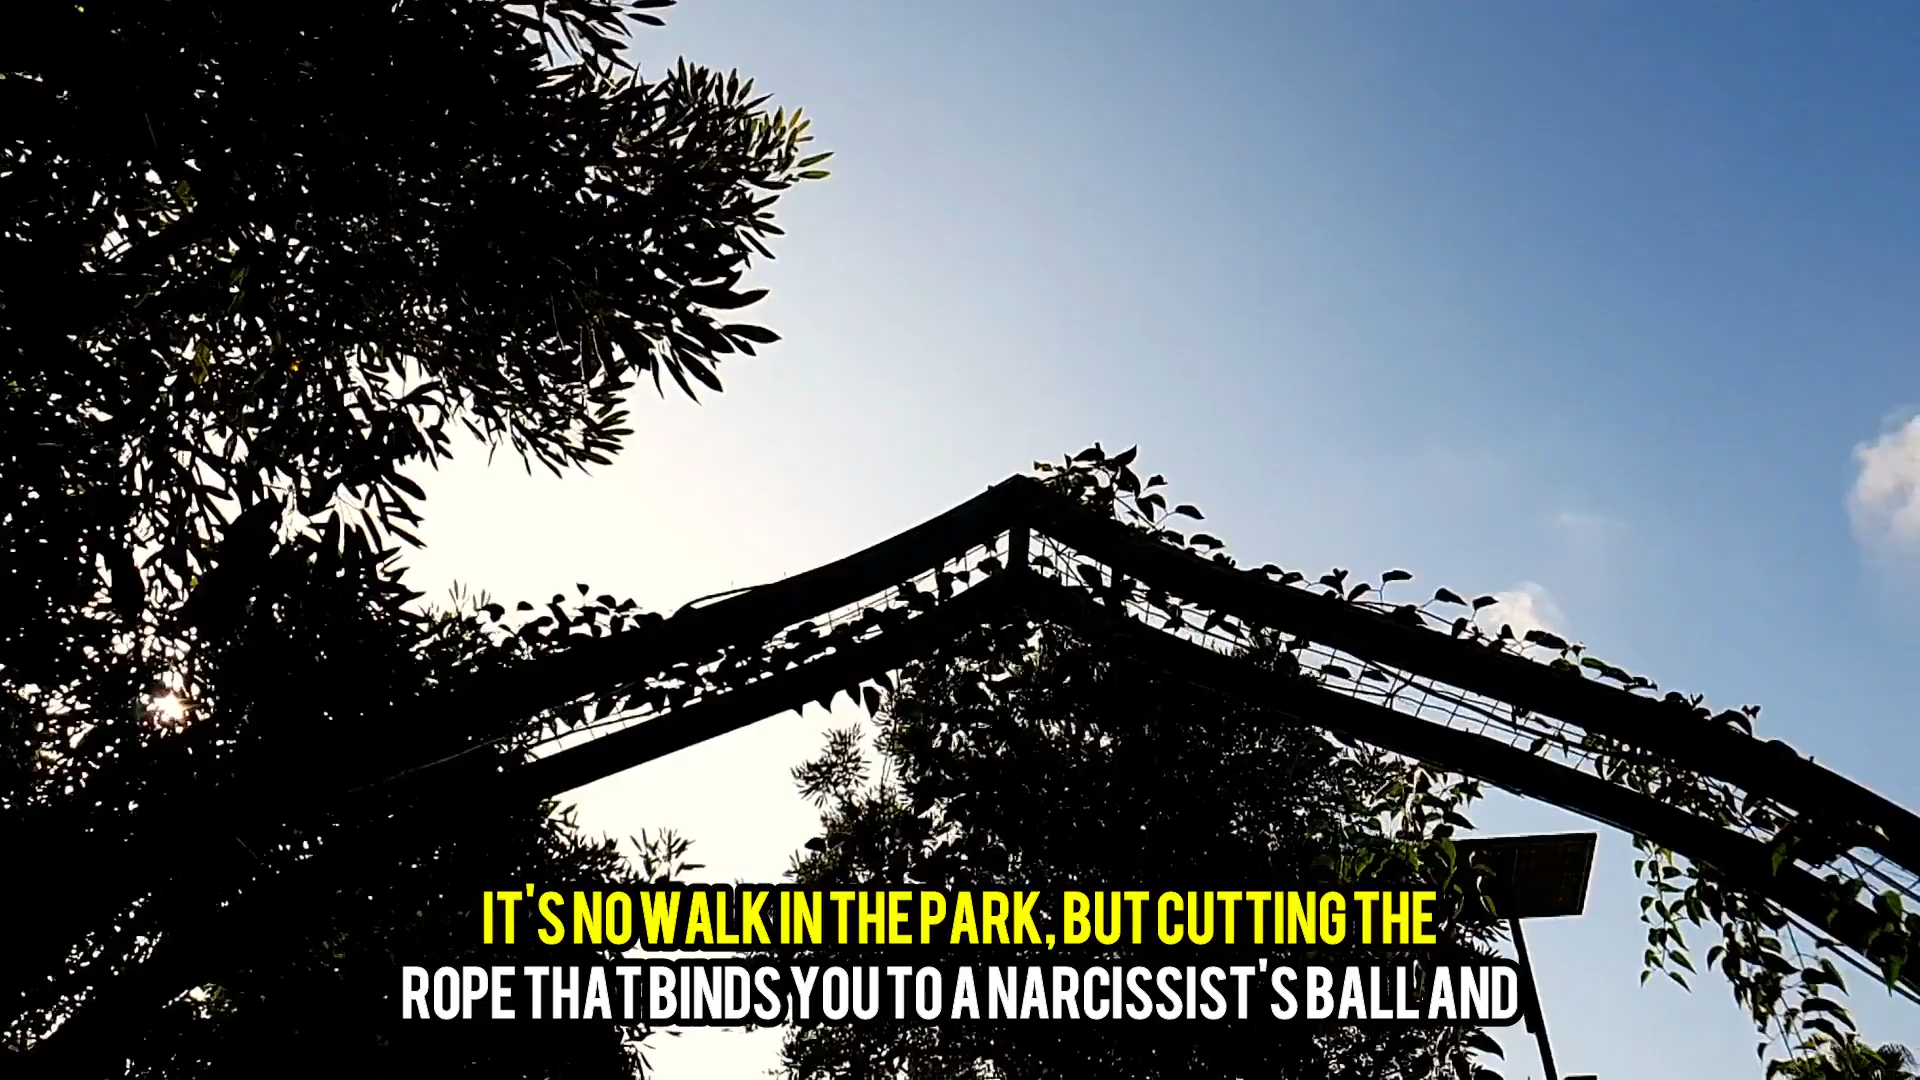 IT'S NO WALK IN THE PARK, BUT CUTTING THE
ROPE THAT BINDS YOU TO A NARCISSIST'S BALL AND